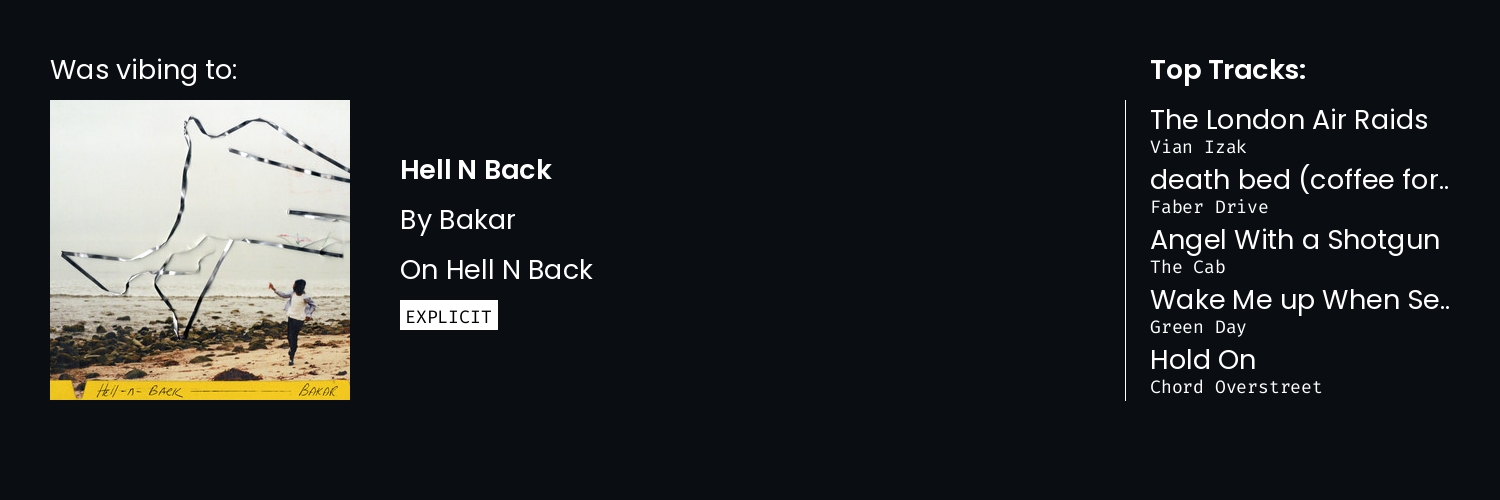 Was vibing to:
Hell-n-Back BAKAR
Hell N Back
By Bakar
On Hell N Back
EXPLICIT
Top Tracks:
The London Air Raids
Vian Izak
death bed (coffee for..
Faber Drive
Angel With a Shotgun
The Cab
Wake Me up When Se..
Green Day
Hold On
Chord Overstreet